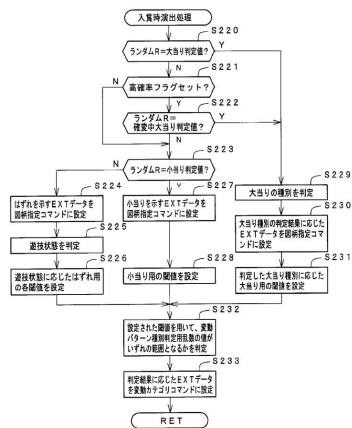 入賞時演出処理
S220
ランダムR=大当り判定値?
Y
N
S221
高確率フラグセット?
N
Y
S222
ランダムR=
確変中大当り判定値?
Y
N
S223
ランダムR=小当り判定値?
N
Y
S224
はずれを示すEXTデータを
図柄指定コマンドに設定
S225
遊技状態を判定
S226
遊技状態に応じたはずれ用
の各閾値を設定
S227
小当りを示すEXTデータを
図柄指定コマンドに設定
S228
小当り用の閾値を設定
S229
大当りの種別を判定
S230
大当り種別の判定結果に応じた
EXTデータを図柄指定コマ
ンドに設定
S231
判定した大当り種別に応じた
大当り用の閾値を設定
S232
設定された閾値を用いて、変動
パターン種別判定用乱数の値が
いずれの範囲となるかを判定
S233
判定結果に応じたEXTデータ
を変動カテゴリコマンドに設定
RET